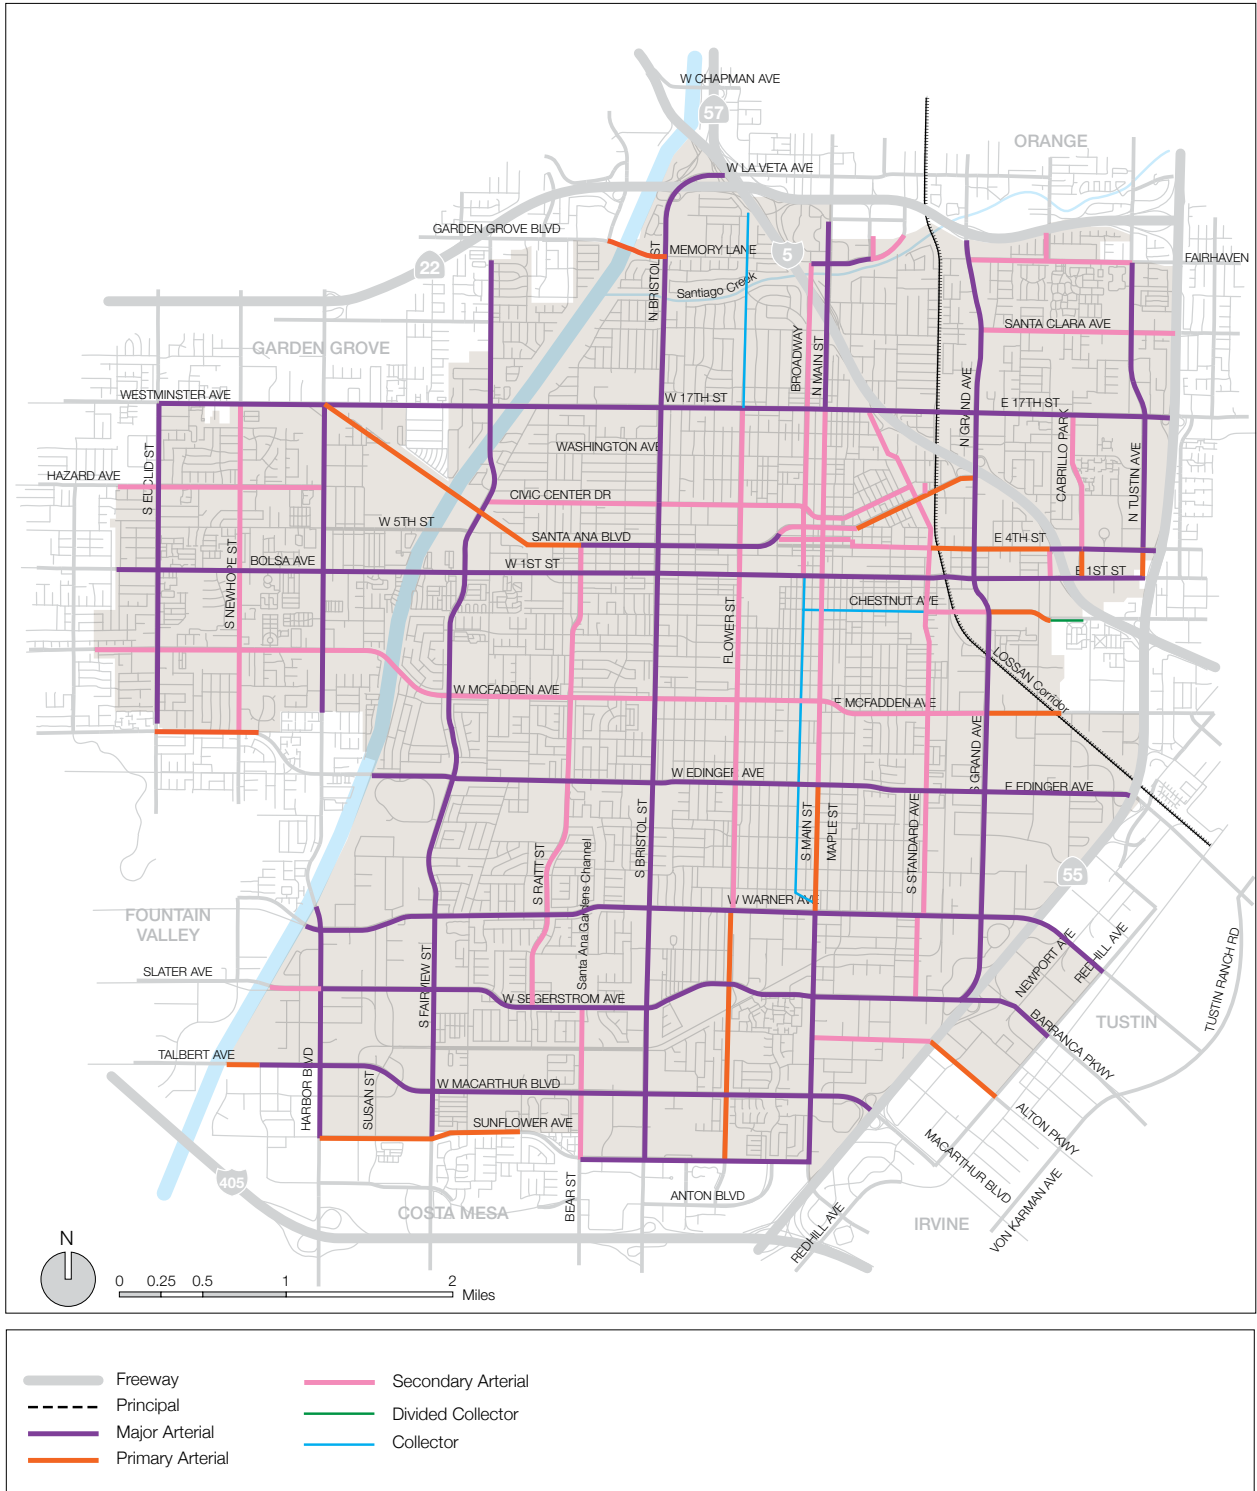 W CHAPMAN AVE
57
ORANGE
W LA VETA AVE
GARDEN GROVE BLVD
N BRISTOL ST
MEMORY LANE
5
22
FAIRHAVEN
Santiago Creek
SANTA CLARA AVE
BROADWAY
N MAIN ST
GARDEN GROVE
WESTMINSTER AVE
W 17TH ST
N GRAND AVE
E 17TH ST
S EUCLID ST
WASHINGTON AVE
CABRILLO PARK
N TUSTIN AVE
HAZARD AVE
CIVIC CENTER DR
W 5TH ST
SANTA ANA BLVD
E 4TH ST
S NEWHOPE ST
BOLSA AVE
W 1ST ST
E 1ST ST
FLOWER ST
CHESTNUT AVE
LOSSAN Corridor
W MCFADDEN AVE
E MCFADDEN AVE
S GRAND AVE
W EDINGER AVE
E EDINGER AVE
S BRISTOL ST
S MAIN ST
MAPLE ST
S STANDARD AVE
S RAITT ST
Santa Ana Gardens Channel
55
W WARNER AVE
FOUNTAIN
VALLEY
S FAIRVIEW ST
NEWPORT AVE
REDHILL AVE
TUSTIN RANCH RD
SLATER AVE
W SEGERSTROM AVE
TUSTIN
BARRANCA PKWY
TALBERT AVE
HARBOR BLVD
SUSAN ST
W MACARTHUR BLVD
SUNFLOWER AVE
ALTON PKWY
MACARTHUR BLVD
405
BEAR ST
ANTON BLVD
COSTA MESA
REDHILL AVE
IRVINE
VON KARMAN AVE
N
0 0.25 0.5 1 2
Miles
Freeway
Principal
Major Arterial
Primary Arterial
Secondary Arterial
Divided Collector
Collector